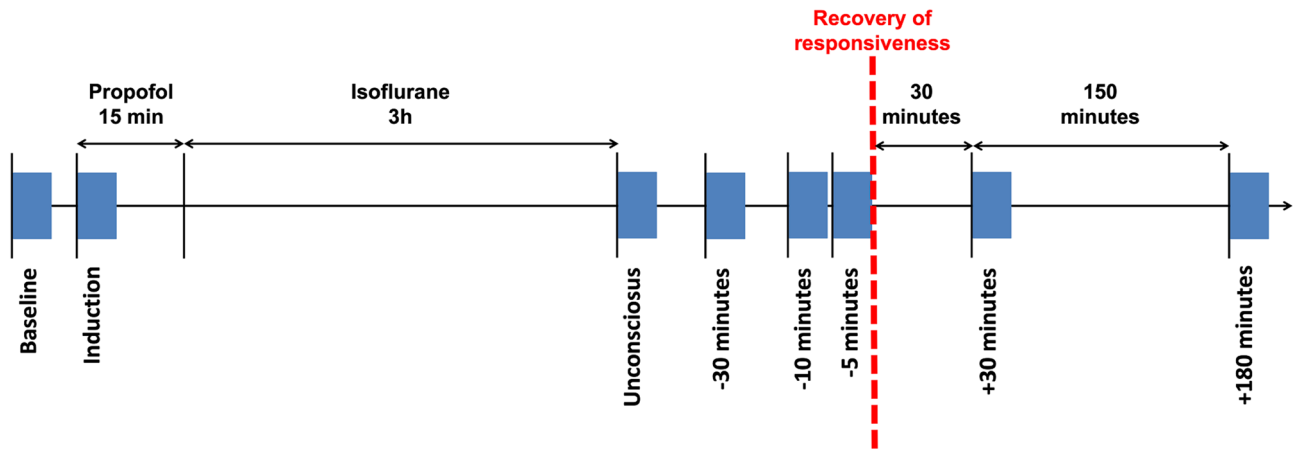 Recovery of
responsiveness
Propofol
15 min
Isoflurane
3h
30
minutes
150
minutes
Baseline
Induction
Unconsciosus
-30 minutes
-10 minutes
-5 minutes
+30 minutes
+180 minutes